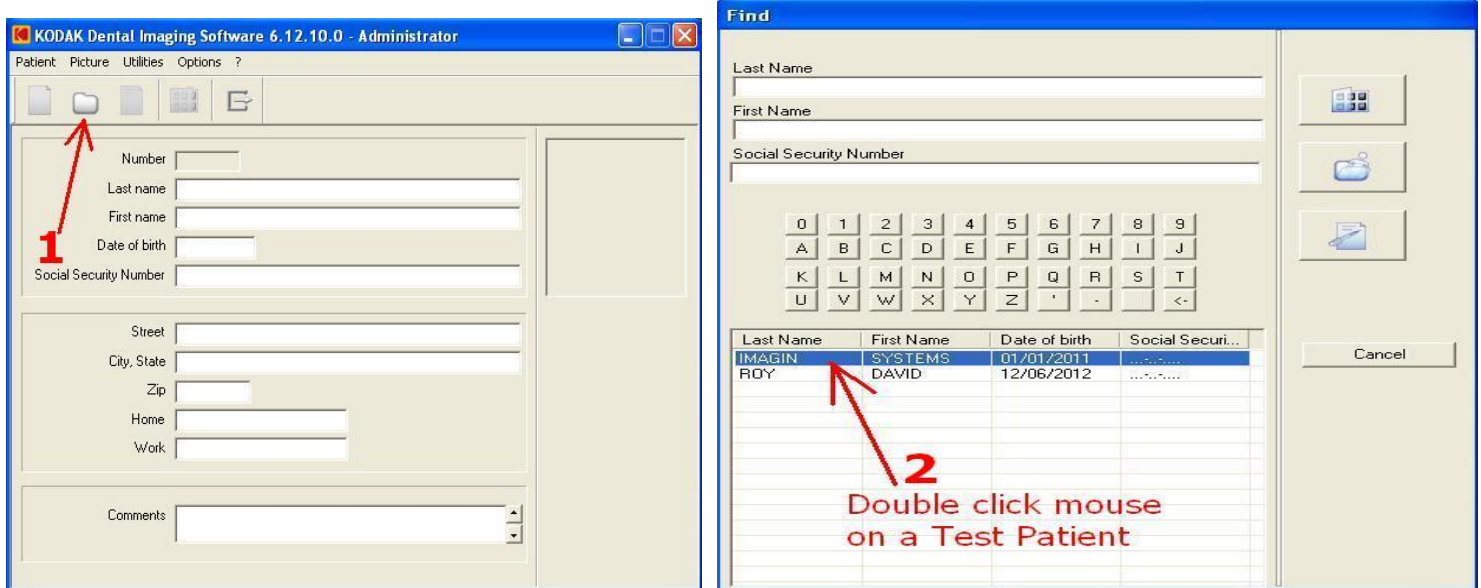 KODAK Dental Imaging Software 6.12.10.0 - Administrator
Patient Picture Utilities Options ?
1
Number
Last name
First name
Date of birth
Social Security Number
Street
City, State
Zip
Home
Work
Comments
Find
Last Name
First Name
Social Security Number
0 1 2 3 4 5 6 7 8 9
A B C D E F G H I J
K L M N O P Q R S T
U V W X Y Z ' - <-
Last Name First Name Date of birth Social Securi...
IMAGIN SYSTEMS 01/01/2011 ...-..-....
ROY DAVID 12/06/2012 ...-..-....
Cancel
2
Double click mouse
on a Test Patient